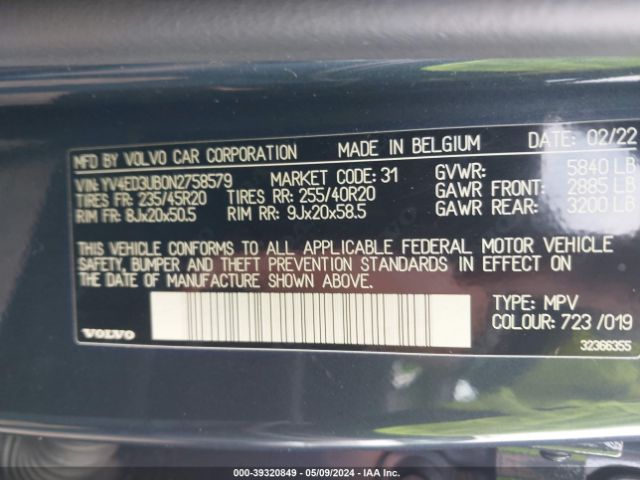 MFD BY VOLVO CAR CORPORATION MADE IN BELGIUM DATE: 02/22
VIN: YV4ED3UB0N2758579 MARKET CODE: 31 GVWR: 5840 LB
TIRES FR: 235/45R20 TIRES RR: 255/40R20 GAWR FRONT: 2885 LB
RIM FR: 8Jx20x50.5 RIM RR: 9Jx20x58.5 GAWR REAR: 3200 LB
THIS VEHICLE CONFORMS TO ALL APPLICABLE FEDERAL MOTOR VEHICLE
SAFETY, BUMPER AND THEFT PREVENTION STANDARDS IN EFFECT ON
THE DATE OF MANUFACTURE SHOWN ABOVE.
TYPE: MPV
COLOUR: 723 /019
VOLVO
32366355
000-39320849 — 05/09/2024 — IAA Inc.